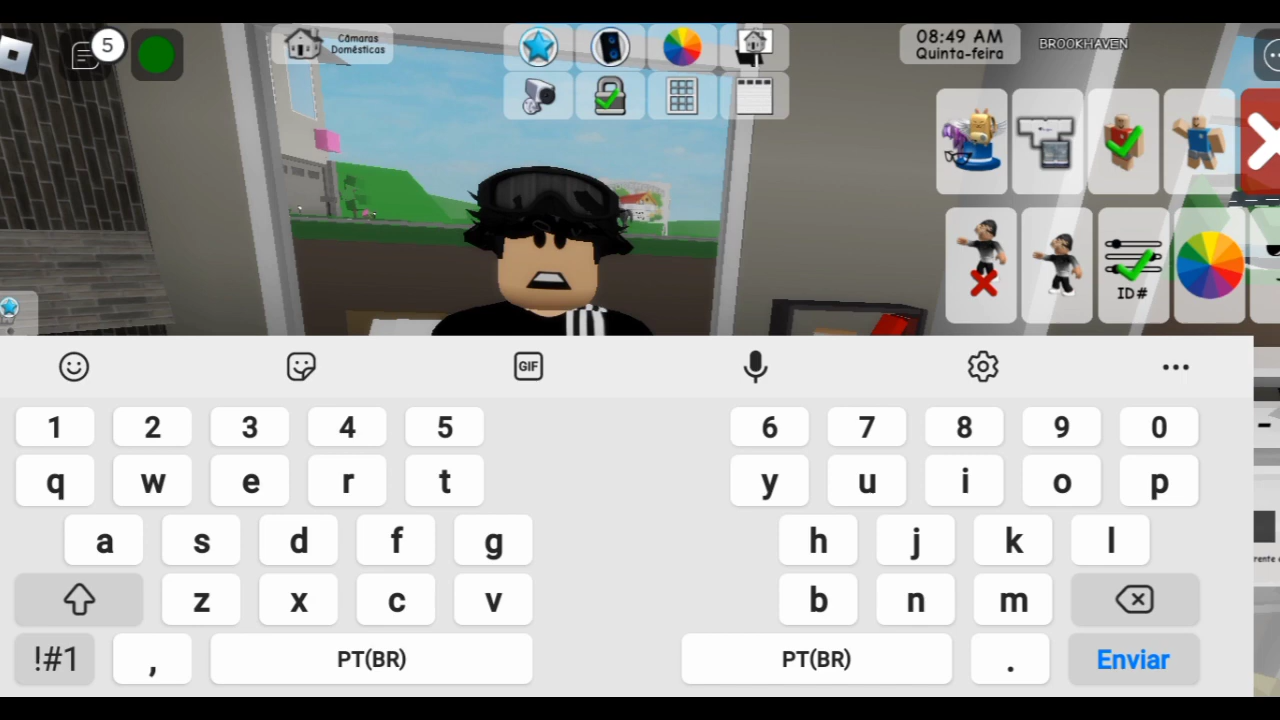 5
Câmaras
Domésticas
08:49 AM
Quinta-feira
BROOKHAVEN
ID#
GIF
1 2 3 4 5 6 7 8 9 0
q w e r t y u i o p
a s d f g h j k l
z x c v b n m
!#1 , PT(BR) PT(BR) . Enviar